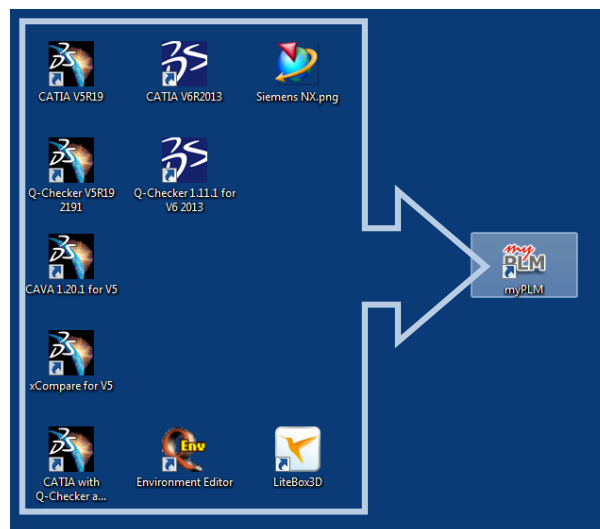 CATIA V5R19
CATIA V6R2013
Siemens NX.png
Q-Checker V5R19
2191
Q-Checker 1.11.1 for
V6 2013
my
PLM
myPLM
CAVA 1.20.1 for V5
xCompare for V5
Env
CATIA with
Q-Checker a...
Environment Editor
LiteBox3D